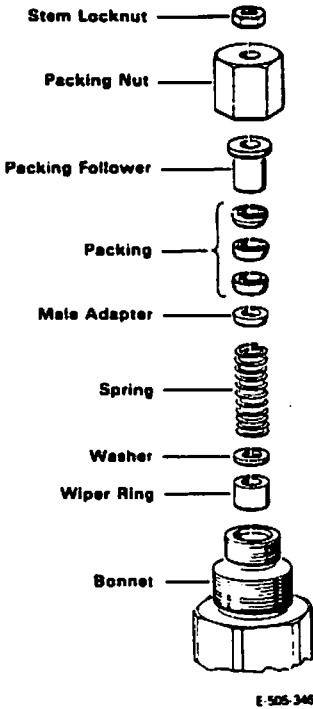 Stem Locknut
Packing Nut
Packing Follower
Packing
Male Adapter
Spring
Washer
Wiper Ring
Bonnet
E-505-346